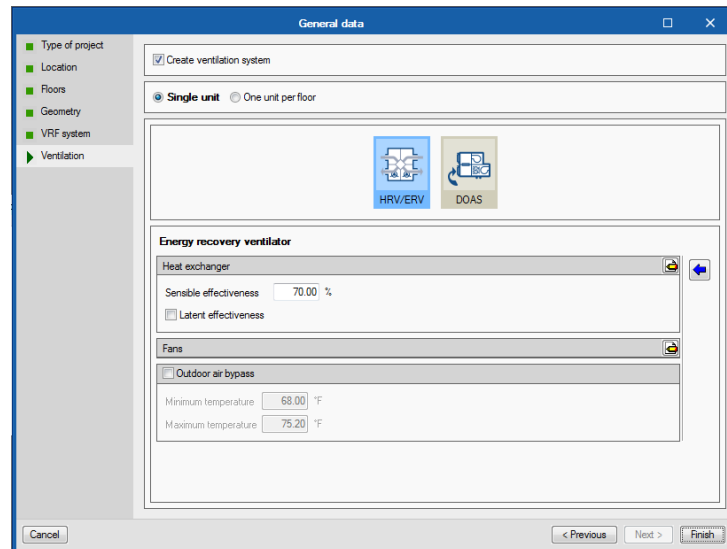 General data
Type of project
Location
Floors
Geometry
VRF system
Ventilation
Create ventilation system
Single unit One unit per floor
HRV/ERV DOAS
Energy recovery ventilator
Heat exchanger
Sensible effectiveness 70.00 %
Latent effectiveness
Fans
Outdoor air bypass
Minimum temperature 68.00 °F
Maximum temperature 75.20 °F
Cancel < Previous Next > Finish